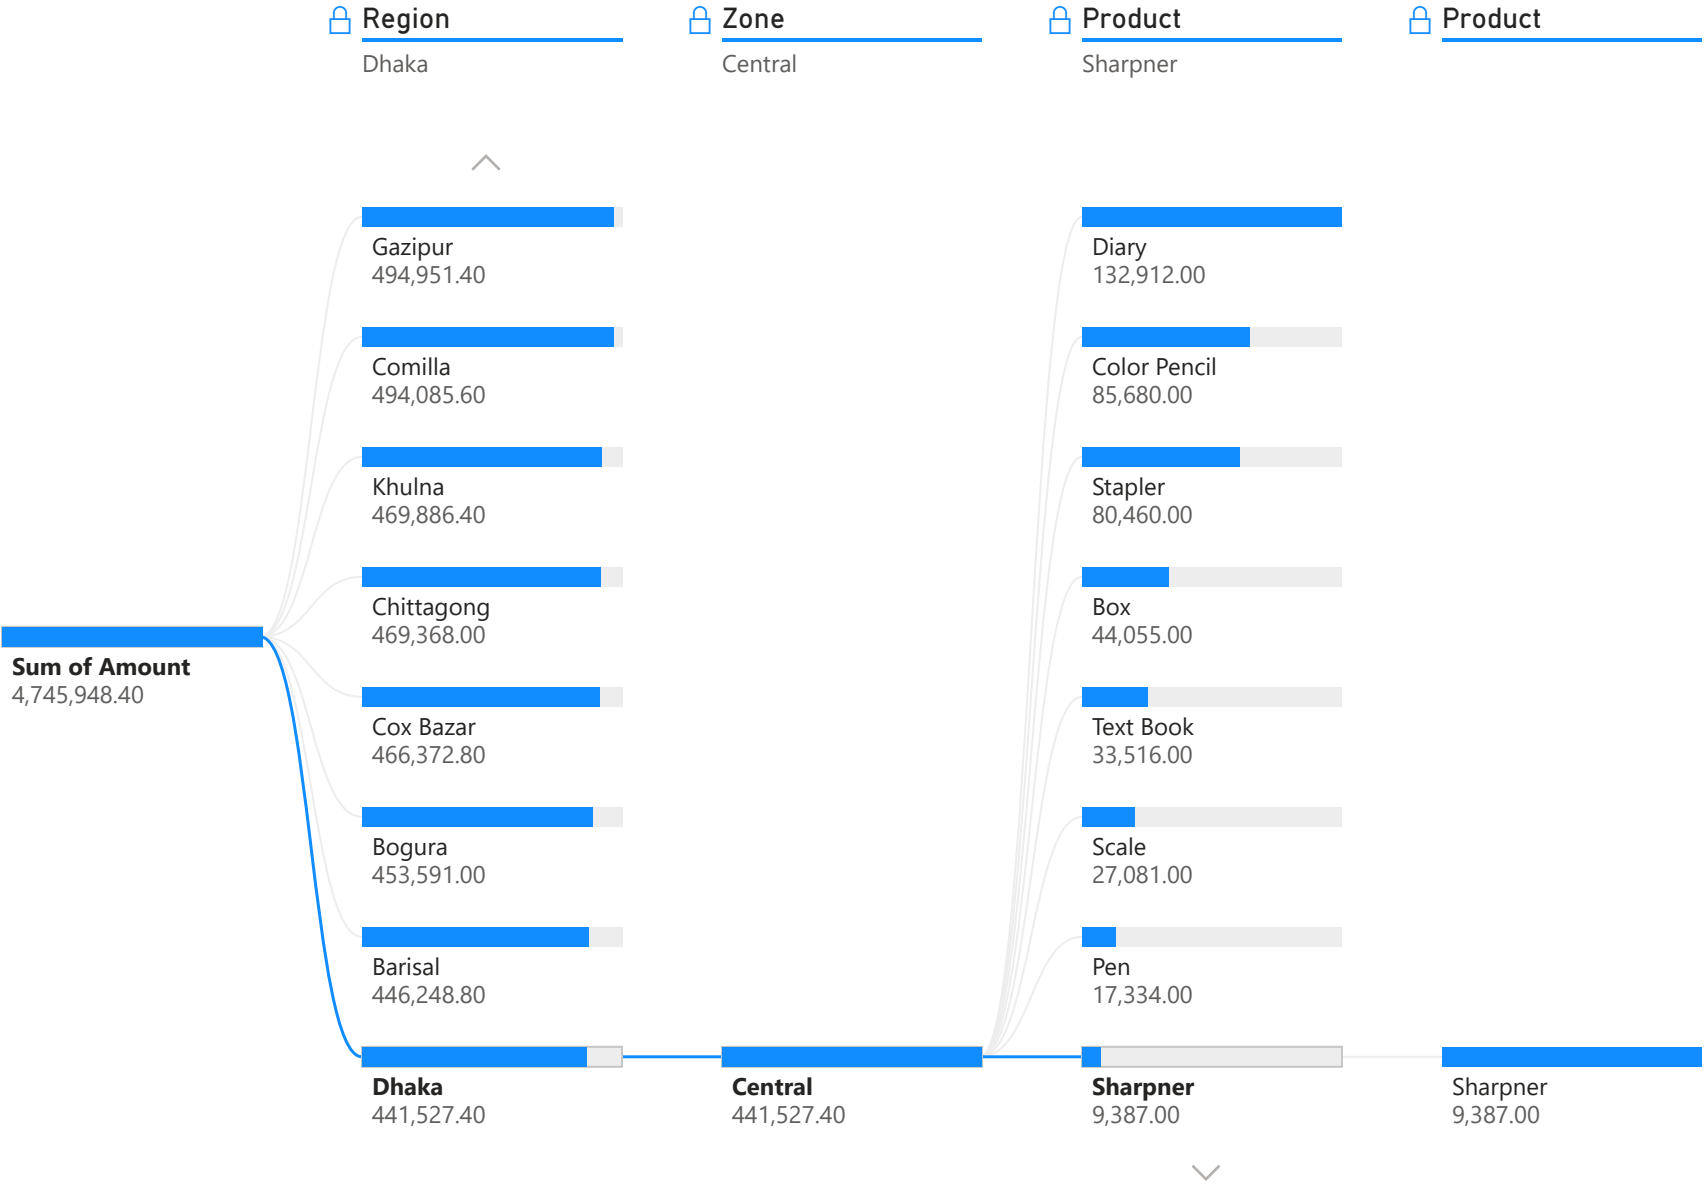 Region
Zone
Product
Product
Dhaka
Central
Sharpner
Gazipur
494,951.40
Diary
132,912.00
Comilla
494,085.60
Color Pencil
85,680.00
Khulna
469,886.40
Stapler
80,460.00
Chittagong
469,368.00
Box
44,055.00
Sum of Amount
4,745,948.40
Cox Bazar
466,372.80
Text Book
33,516.00
Bogura
453,591.00
Scale
27,081.00
Barisal
446,248.80
Pen
17,334.00
Dhaka
441,527.40
Central
441,527.40
Sharpner
9,387.00
Sharpner
9,387.00